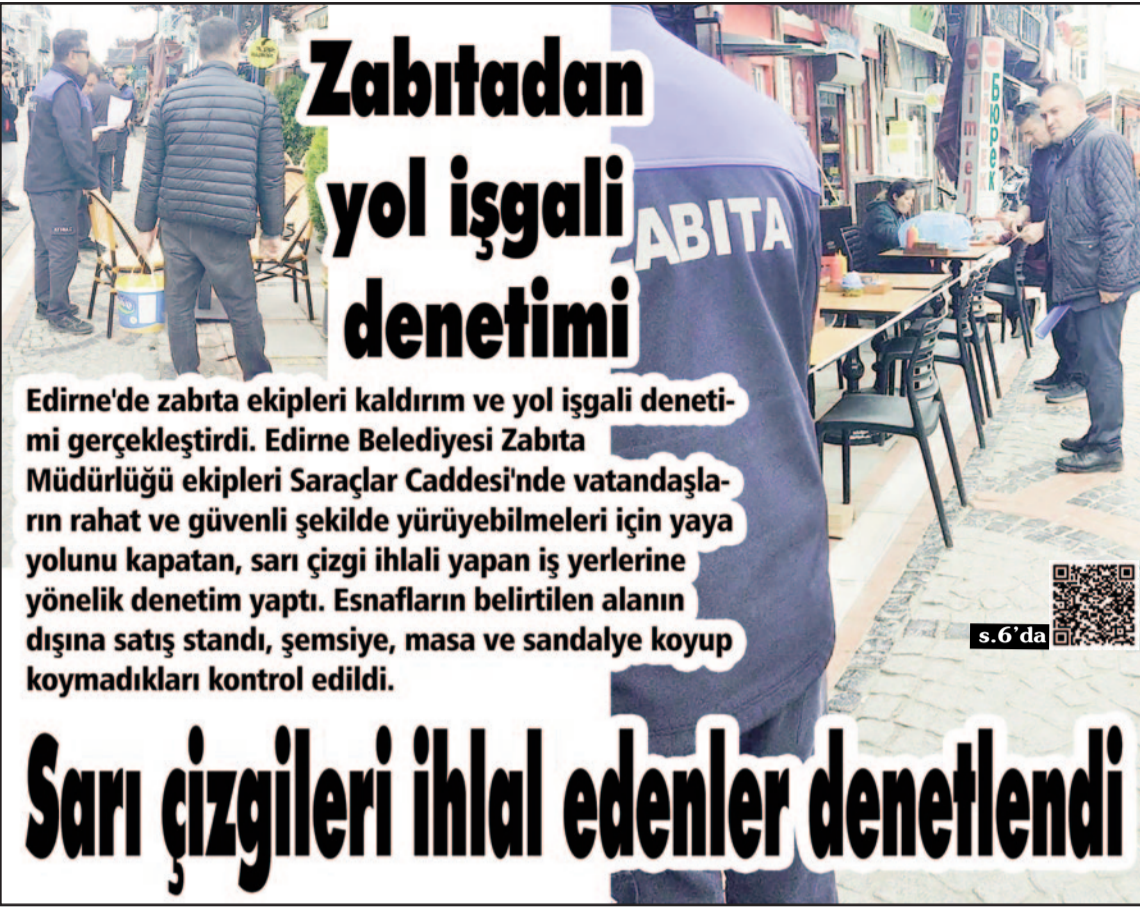 Zabıtadan
yol işgali
denetimi
ZABITA
imren
BÖREK
Edirne'de zabıta ekipleri kaldırım ve yol işgali deneti-
mi gerçekleştirdi. Edirne Belediyesi Zabıta
Müdürlüğü ekipleri Saraçlar Caddesi'nde vatandaşla-
rın rahat ve güvenli şekilde yürüyebilmeleri için yaya
yolunu kapatan, sarı çizgi ihlali yapan iş yerlerine
yönelik denetim yaptı. Esnafların belirtilen alanın
dışına satış standı, şemsiye, masa ve sandalye koyup
koymadıkları kontrol edildi.
s.6'da
Sarı çizgileri ihlal edenler denetlendi